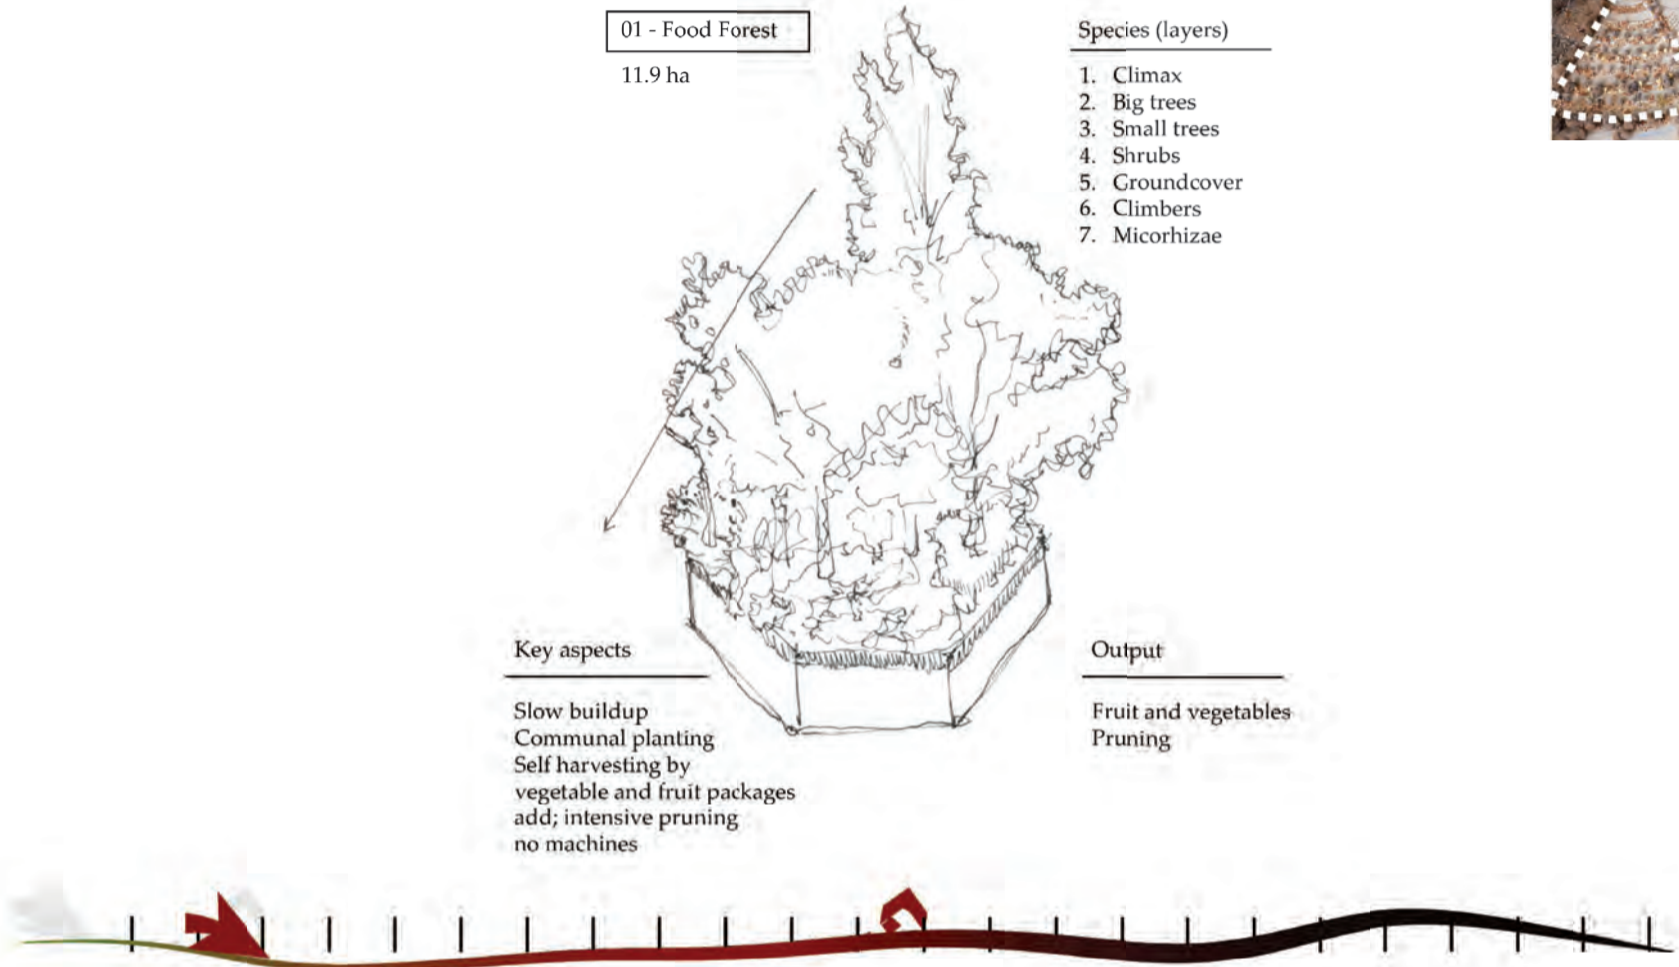 01 - Food Forest
11.9 ha
Species (layers)
1. Climax
2. Big trees
3. Small trees
4. Shrubs
5. Groundcover
6. Climbers
7. Micorhizae
Key aspects
Slow buildup
Communal planting
Self harvesting by
vegetable and fruit packages
add; intensive pruning
no machines
Output
Fruit and vegetables
Pruning